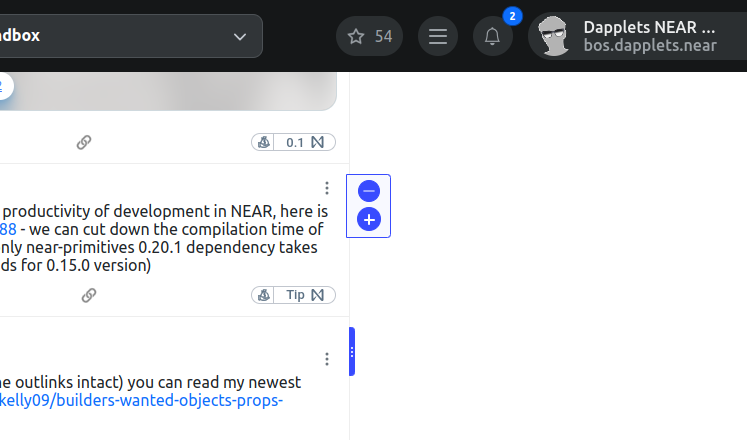 dbox
54
2
Dapplets NEAR ...
bos.dapplets.near
0.1
productivity of development in NEAR, here is
88 - we can cut down the compilation time of
nly near-primitives 0.20.1 dependency takes
ds for 0.15.0 version)
Tip
e outlinks intact) you can read my newest
kelly09/builders-wanted-objects-props-